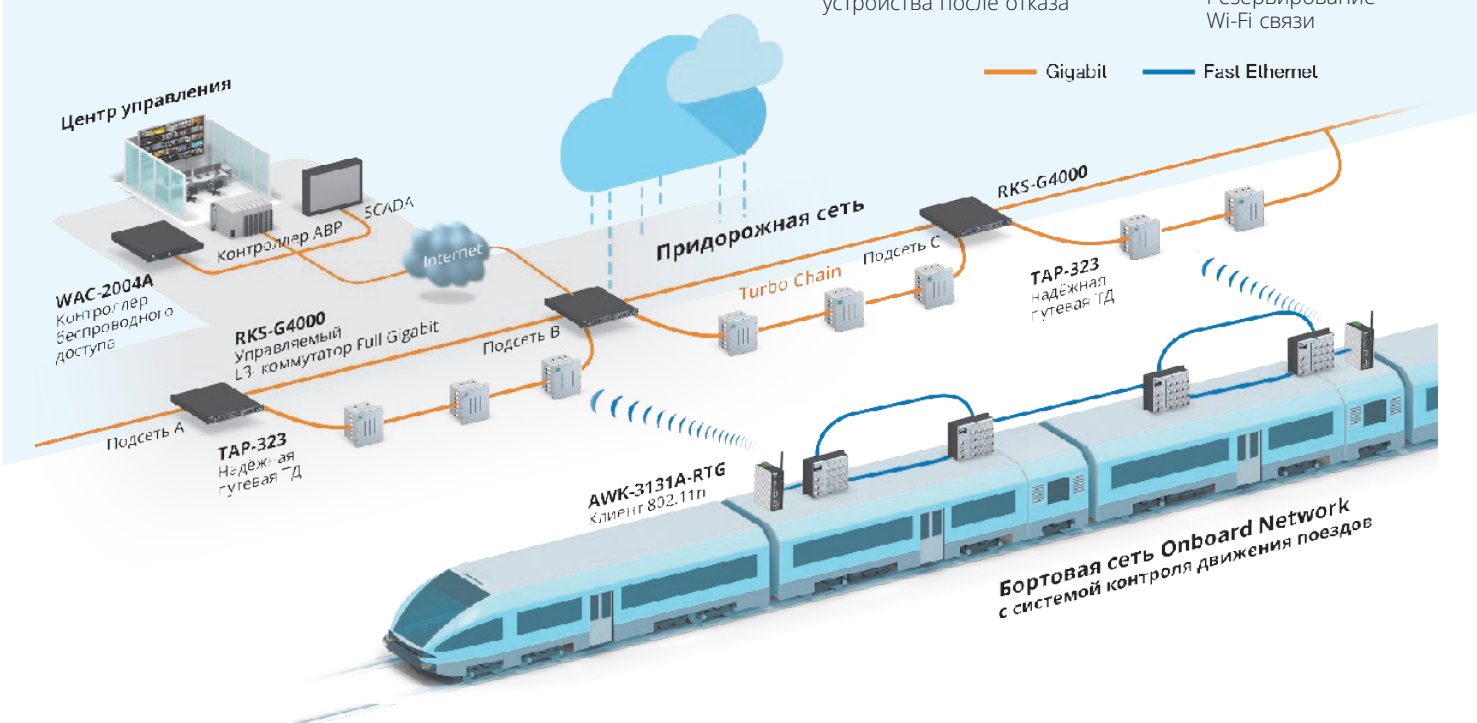 устройства после отказа
Резервирование
Wi-Fi связи
Gigabit
Fast Ethernet
Центр управления
SCADA
Контроллер АВР
WAC-2004A
Контроллер
беспроводного
доступа
Internet
Придорожная сеть
RKS-G4000
Подсеть C
Turbo Chain
TAP-323
Надёжная
путевая ТД
RKS-G4000
Управляемый
L3- коммутатор Full Gigabit
Подсеть B
Подсеть A
TAP-323
Надёжная
путевая ТД
AWK-3131A-RTG
Клиент 802.11n
Бортовая сеть Onboard Network
с системой контроля движения поездов